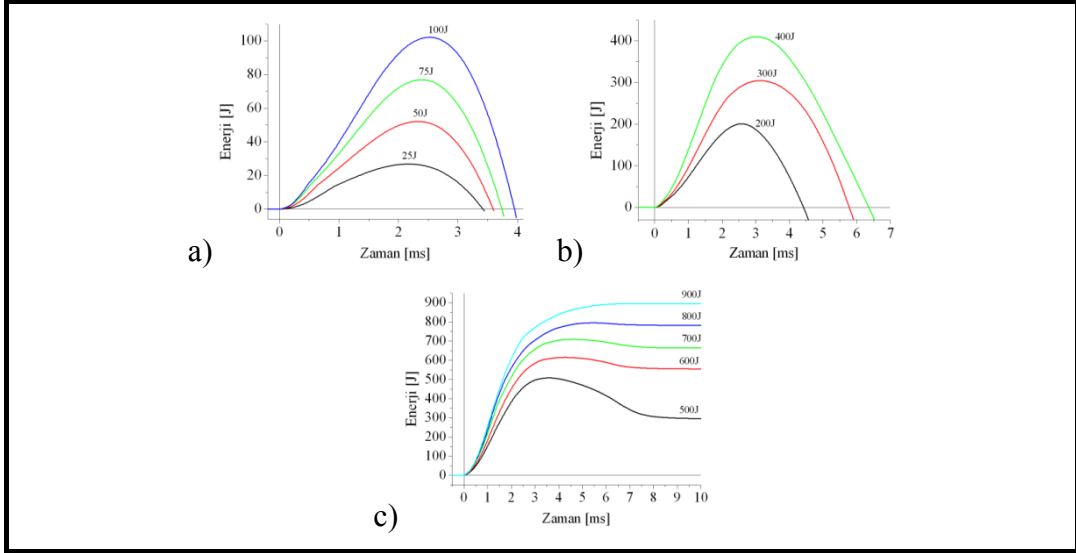 100
80
60
40
20
0
Enerji [J]
100J
75J
50J
25J
0 1 2 3 4
Zaman [ms]
a)
400
300
200
100
0
Enerji [J]
400J
300J
200J
0 1 2 3 4 5 6 7
Zaman [ms]
b)
900
800
700
600
500
400
300
200
100
0
Enerji [J]
900J
800J
700J
600J
500J
0 1 2 3 4 5 6 7 8 9 10
Zaman [ms]
c)